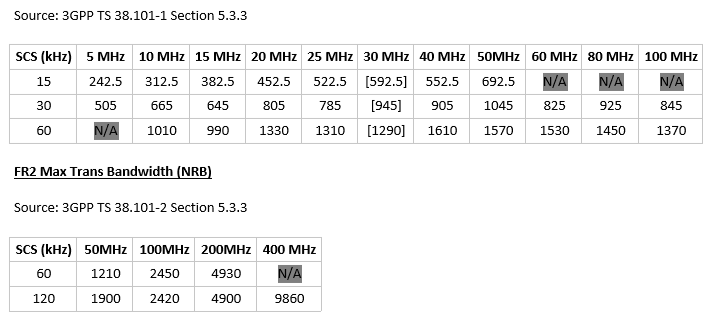 Source: 3GPP TS 38.101-1 Section 5.3.3
SCS (kHz) 5 MHz 10 MHz 15 MHz 20 MHz 25 MHz 30 MHz 40 MHz 50MHz 60 MHz 80 MHz 100 MHz
15 242.5 312.5 382.5 452.5 522.5 [592.5] 552.5 692.5 N/A N/A N/A
30 505 665 645 805 785 [945] 905 1045 825 925 845
60 N/A 1010 990 1330 1310 [1290] 1610 1570 1530 1450 1370
FR2 Max Trans Bandwidth (NRB)
Source: 3GPP TS 38.101-2 Section 5.3.3
SCS (kHz) 50MHz 100MHz 200MHz 400 MHz
60 1210 2450 4930 N/A
120 1900 2420 4900 9860